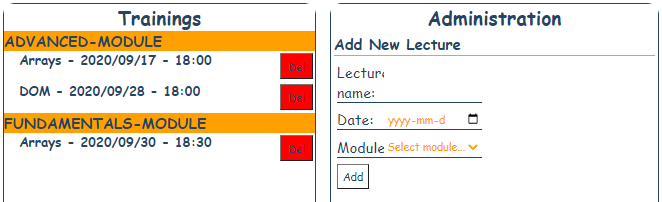 Trainings
ADVANCED-MODULE
Arrays - 2020/09/17 - 18:00
Del
DOM - 2020/09/28 - 18:00
Del
FUNDAMENTALS-MODULE
Arrays - 2020/09/30 - 18:30
Del
Administration
Add New Lecture
Lecture
name:
Date: yyyy-mm-d
Module Select module...
Add